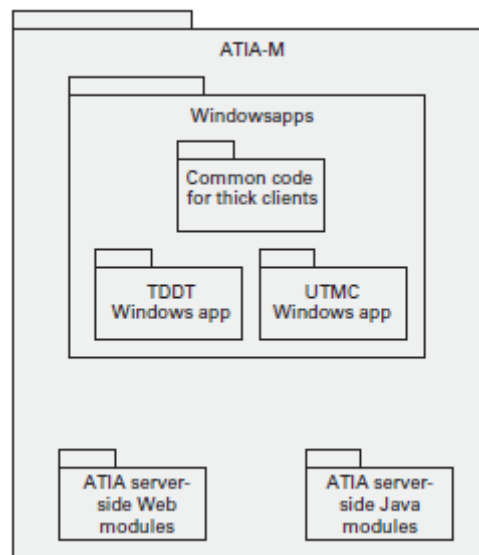 ATIA-M
Windowsapps
Common code
for thick clients
TDDT
Windows app
UTMC
Windows app
ATIA server-
side Web
modules
ATIA server-
side Java
modules